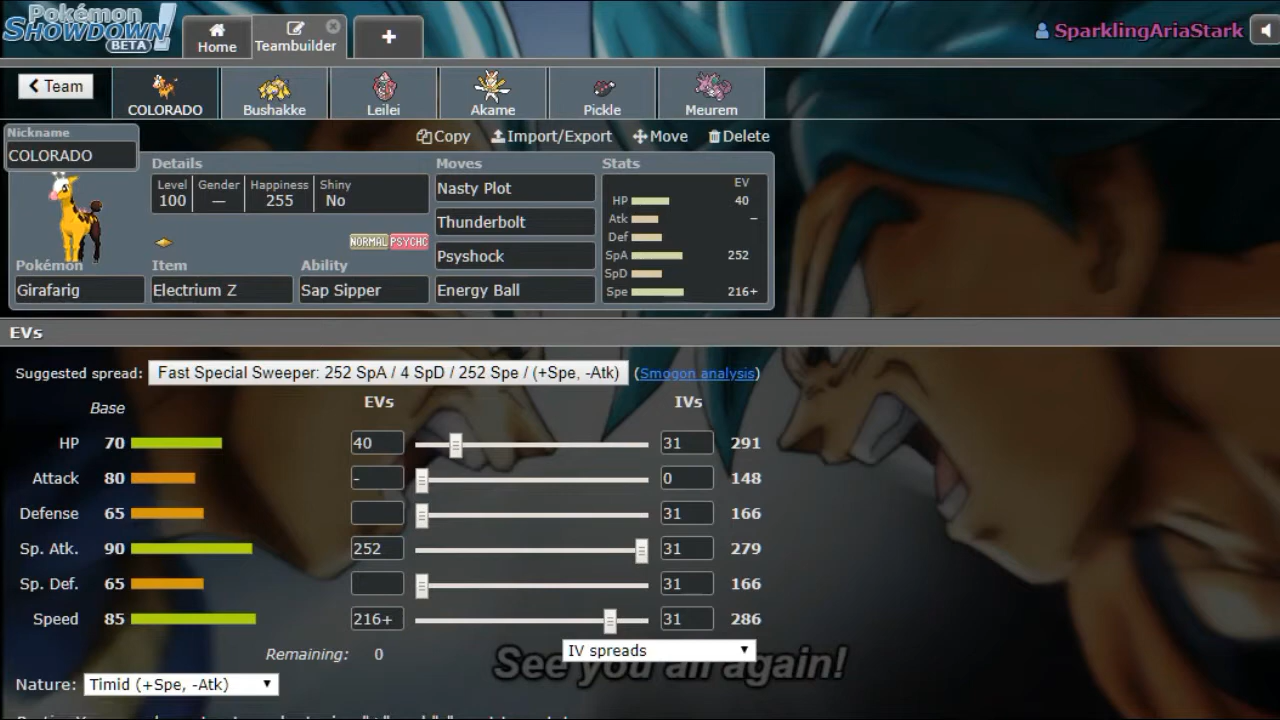 Pokémon
SHOWDOWN!
BETA
Home
Teambuilder
+
SparklingAriaStark
Team
COLORADO
Bushakke
Leilei
Akame
Pickle
Meurem
Nickname
COLORADO
Copy
Import/Export
Move
Delete
Details
Moves
Stats
Level
Gender
Happiness
Shiny
100
—
255
No
NORMAL
PSYCHC
Pokémon
Girafarig
Item
Electrium Z
Ability
Sap Sipper
Nasty Plot
Thunderbolt
Psyshock
Energy Ball
EV
HP 40
Atk –
Def
SpA 252
SpD
Spe 216+
EVs
Suggested spread: Fast Special Sweeper: 252 SpA / 4 SpD / 252 Spe / (+Spe, -Atk) (Smogon analysis)
Base EVs IVs
HP 70 40 31 291
Attack 80 - 0 148
Defense 65 31 166
Sp. Atk. 90 252 31 279
Sp. Def. 65 31 166
Speed 85 216+ 31 286
Remaining: 0
IV spreads
See you all again!
Nature: Timid (+Spe, -Atk)